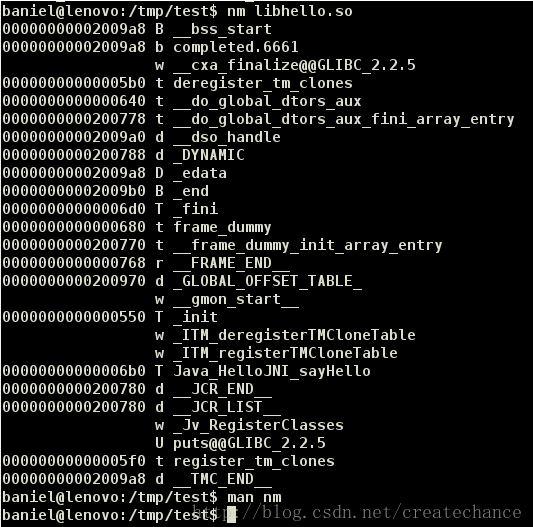 baniel@lenovo:/tmp/test$ nm libhello.so
00000000002009a8 B __bss_start
00000000002009a8 b completed.6661
                 w __cxa_finalize@@GLIBC_2.2.5
00000000000005b0 t deregister_tm_clones
0000000000000640 t __do_global_dtors_aux
0000000000200778 t __do_global_dtors_aux_fini_array_entry
00000000002009a0 d __dso_handle
0000000000200788 d _DYNAMIC
00000000002009a8 D _edata
00000000002009b0 B _end
00000000000006d0 T _fini
0000000000000680 t frame_dummy
0000000000200770 t __frame_dummy_init_array_entry
0000000000000768 r __FRAME_END__
0000000000200970 d _GLOBAL_OFFSET_TABLE_
                 w __gmon_start__
0000000000000550 T _init
                 w _ITM_deregisterTMCloneTable
                 w _ITM_registerTMCloneTable
00000000000006b0 T Java_HelloJNI_sayHello
0000000000200780 d __JCR_END__
0000000000200780 d __JCR_LIST__
                 w _Jv_RegisterClasses
                 U puts@@GLIBC_2.2.5
00000000000005f0 t register_tm_clones
00000000002009a8 d __TMC_END__
baniel@lenovo:/tmp/test$ man nm
baniel@lenovo:/tmp/test$
http://blog.csdn.net/createchance